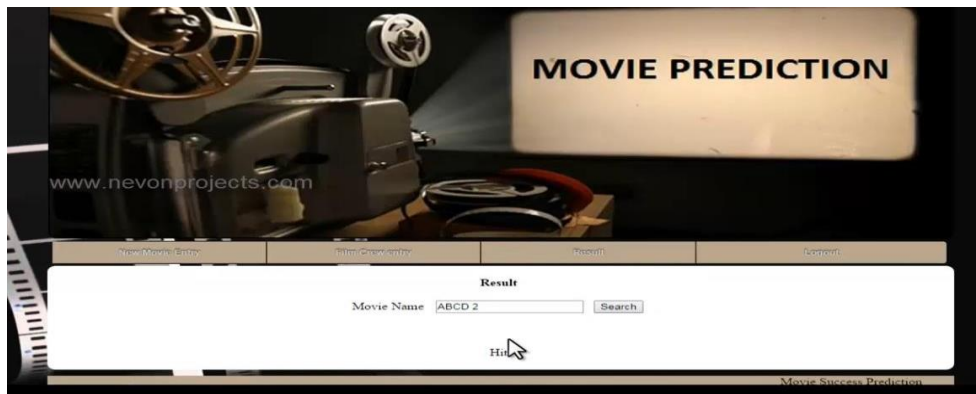 MOVIE PREDICTION
www.nevonprojects.com
New Movie Entry Film Crew entry Result Logout
Result
Movie Name ABCD 2 Search
Hit
Movie Success Prediction